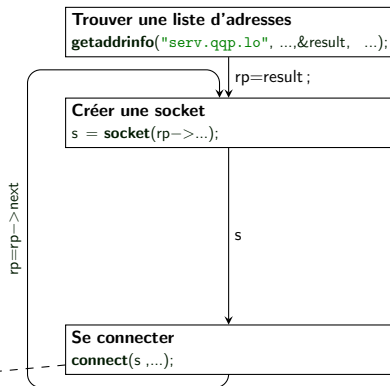 Trouver une liste d'adresses
getaddrinfo("serv.qqp.lo", ...,&result, ...);
rp=result ;
Créer une socket
s = socket(rp->...);
rp=rp->next
s
Se connecter
connect(s ,...);